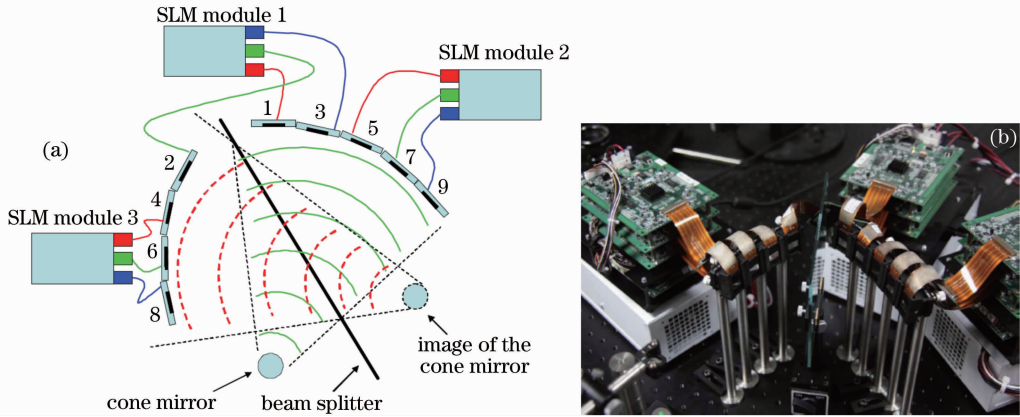 SLM module 1
SLM module 2
1
3
5
7
9
(a)
2
4
6
8
SLM module 3
cone mirror
beam splitter
image of the
cone mirror
(b)